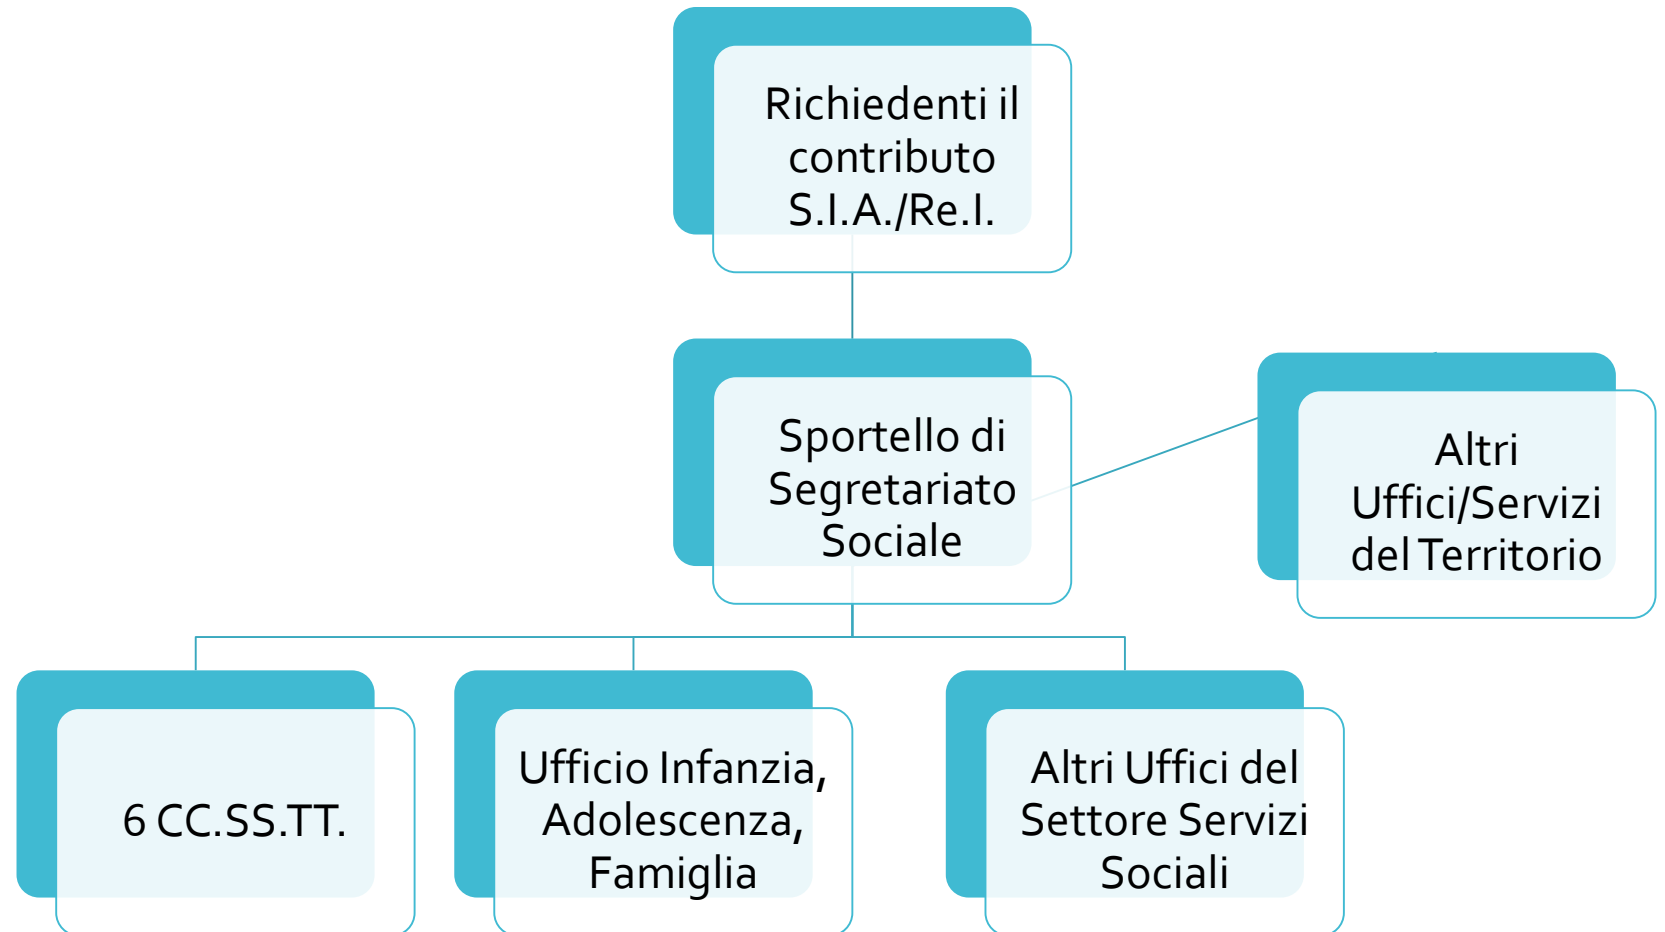 Richiedenti il
contributo
S.I.A./Re.I.
Sportello di
Segretariato
Sociale
Altri
Uffici/Servizi
del Territorio
6 CC.SS.TT.
Ufficio Infanzia,
Adolescenza,
Famiglia
Altri Uffici del
Settore Servizi
Sociali